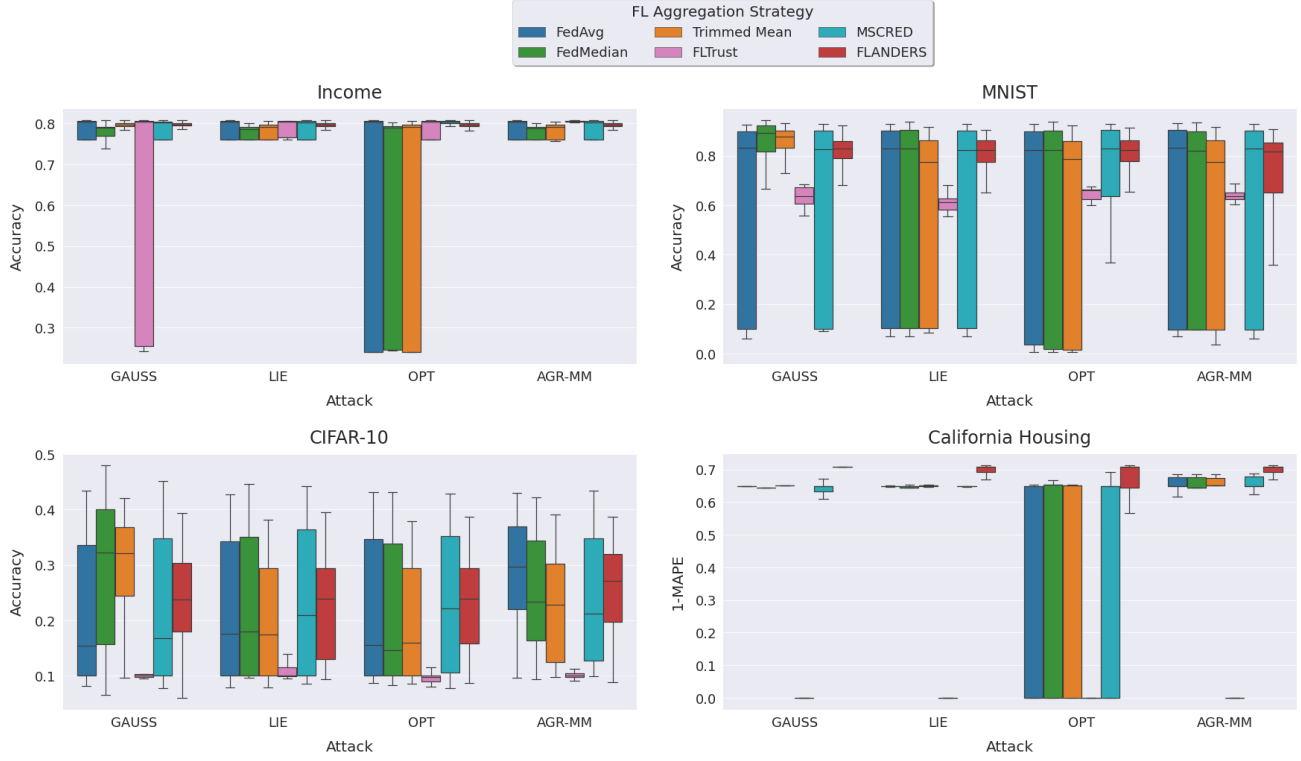 FL Aggregation Strategy
FedAvg Trimmed Mean MSCRED
FedMedian FLTrust FLANDERS
Income
Accuracy
0.8
0.7
0.6
0.5
0.4
0.3
GAUSS LIE OPT AGR-MM
Attack
MNIST
Accuracy
0.8
0.6
0.4
0.2
0.0
GAUSS LIE OPT AGR-MM
Attack
CIFAR-10
Accuracy
0.5
0.4
0.3
0.2
0.1
GAUSS LIE OPT AGR-MM
Attack
California Housing
1-MAPE
0.7
0.6
0.5
0.4
0.3
0.2
0.1
0.0
GAUSS LIE OPT AGR-MM
Attack